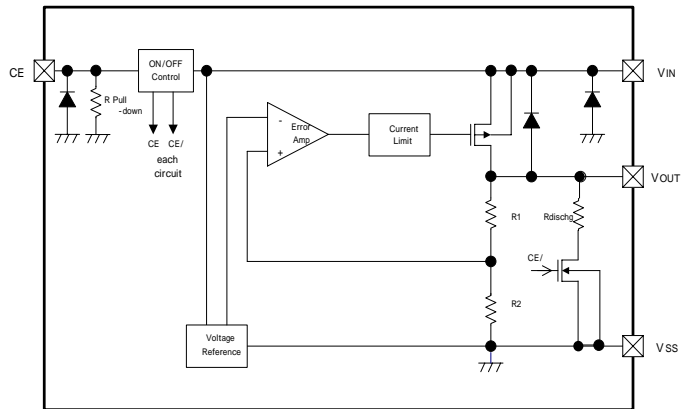 CE
ON/OFF
Control
R Pull
-down
CE CE/
each
circuit
-
+
Error
Amp
Current
Limit
VIN
VOUT
R1
Rdischg
CE/
R2
Voltage
Reference
VSS